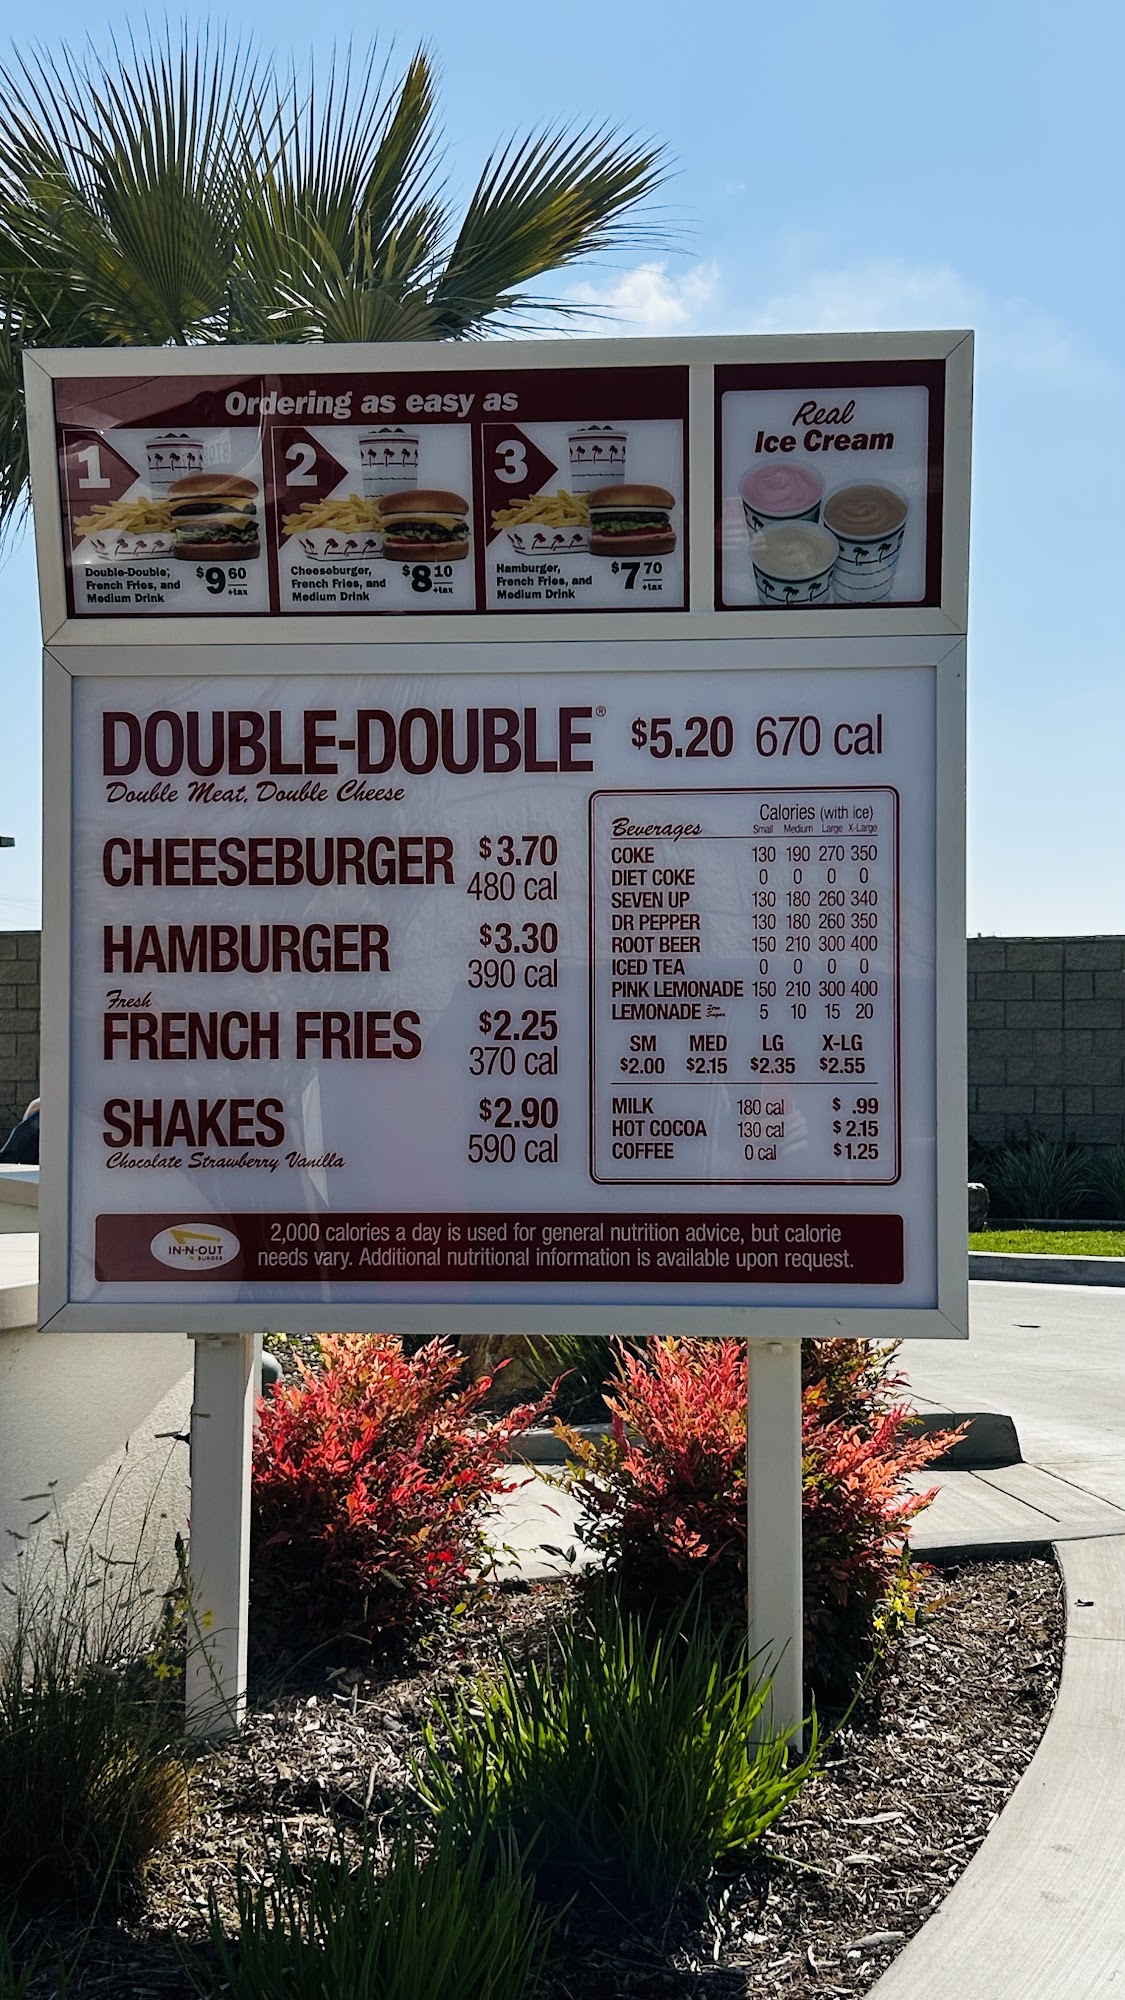 Ordering as easy as
1
Double-Double,
French Fries, and
Medium Drink
$9 60
+tax
2
Cheeseburger,
French Fries, and
Medium Drink
$8 10
+tax
3
Hamburger,
French Fries, and
Medium Drink
$7 70
+tax
Real
Ice Cream
DOUBLE-DOUBLE® $5.20 670 cal
Double Meat, Double Cheese
CHEESEBURGER $3.70
480 cal
HAMBURGER $3.30
390 cal
Fresh
FRENCH FRIES $2.25
370 cal
SHAKES $2.90
Chocolate Strawberry Vanilla 590 cal
Calories (with ice)
Beverages Small Medium Large X-Large
COKE 130 190 270 350
DIET COKE 0 0 0 0
SEVEN UP 130 180 260 340
DR PEPPER 130 180 260 350
ROOT BEER 150 210 300 400
ICED TEA 0 0 0 0
PINK LEMONADE 150 210 300 400
LEMONADE Zero Sugar 5 10 15 20
SM MED LG X-LG
$2.00 $2.15 $2.35 $2.55
MILK 180 cal $ .99
HOT COCOA 130 cal $2.15
COFFEE 0 cal $1.25
IN-N-OUT
BURGER
2,000 calories a day is used for general nutrition advice, but calorie
needs vary. Additional nutritional information is available upon request.